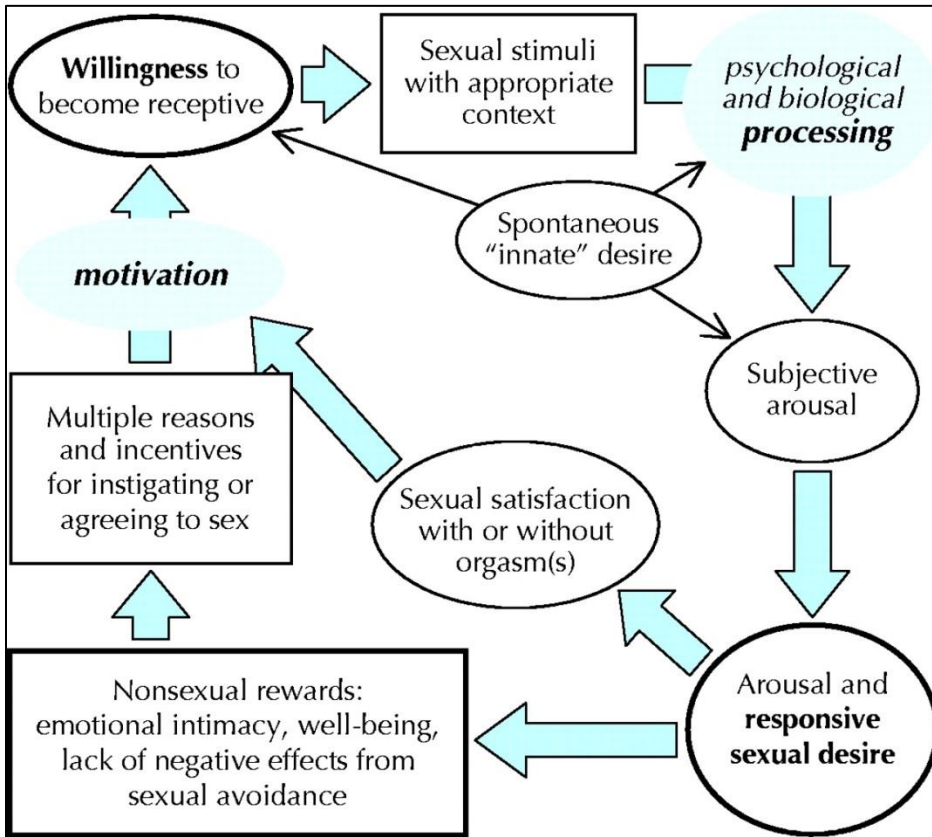 Willingness to
become receptive
Sexual stimuli
with appropriate
context
psychological
and biological
processing
Spontaneous
“innate” desire
motivation
Subjective
arousal
Multiple reasons
and incentives
for instigating or
agreeing to sex
Sexual satisfaction
with or without
orgasm(s)
Nonsexual rewards:
emotional intimacy, well-being,
lack of negative effects from
sexual avoidance
Arousal and
responsive
sexual desire